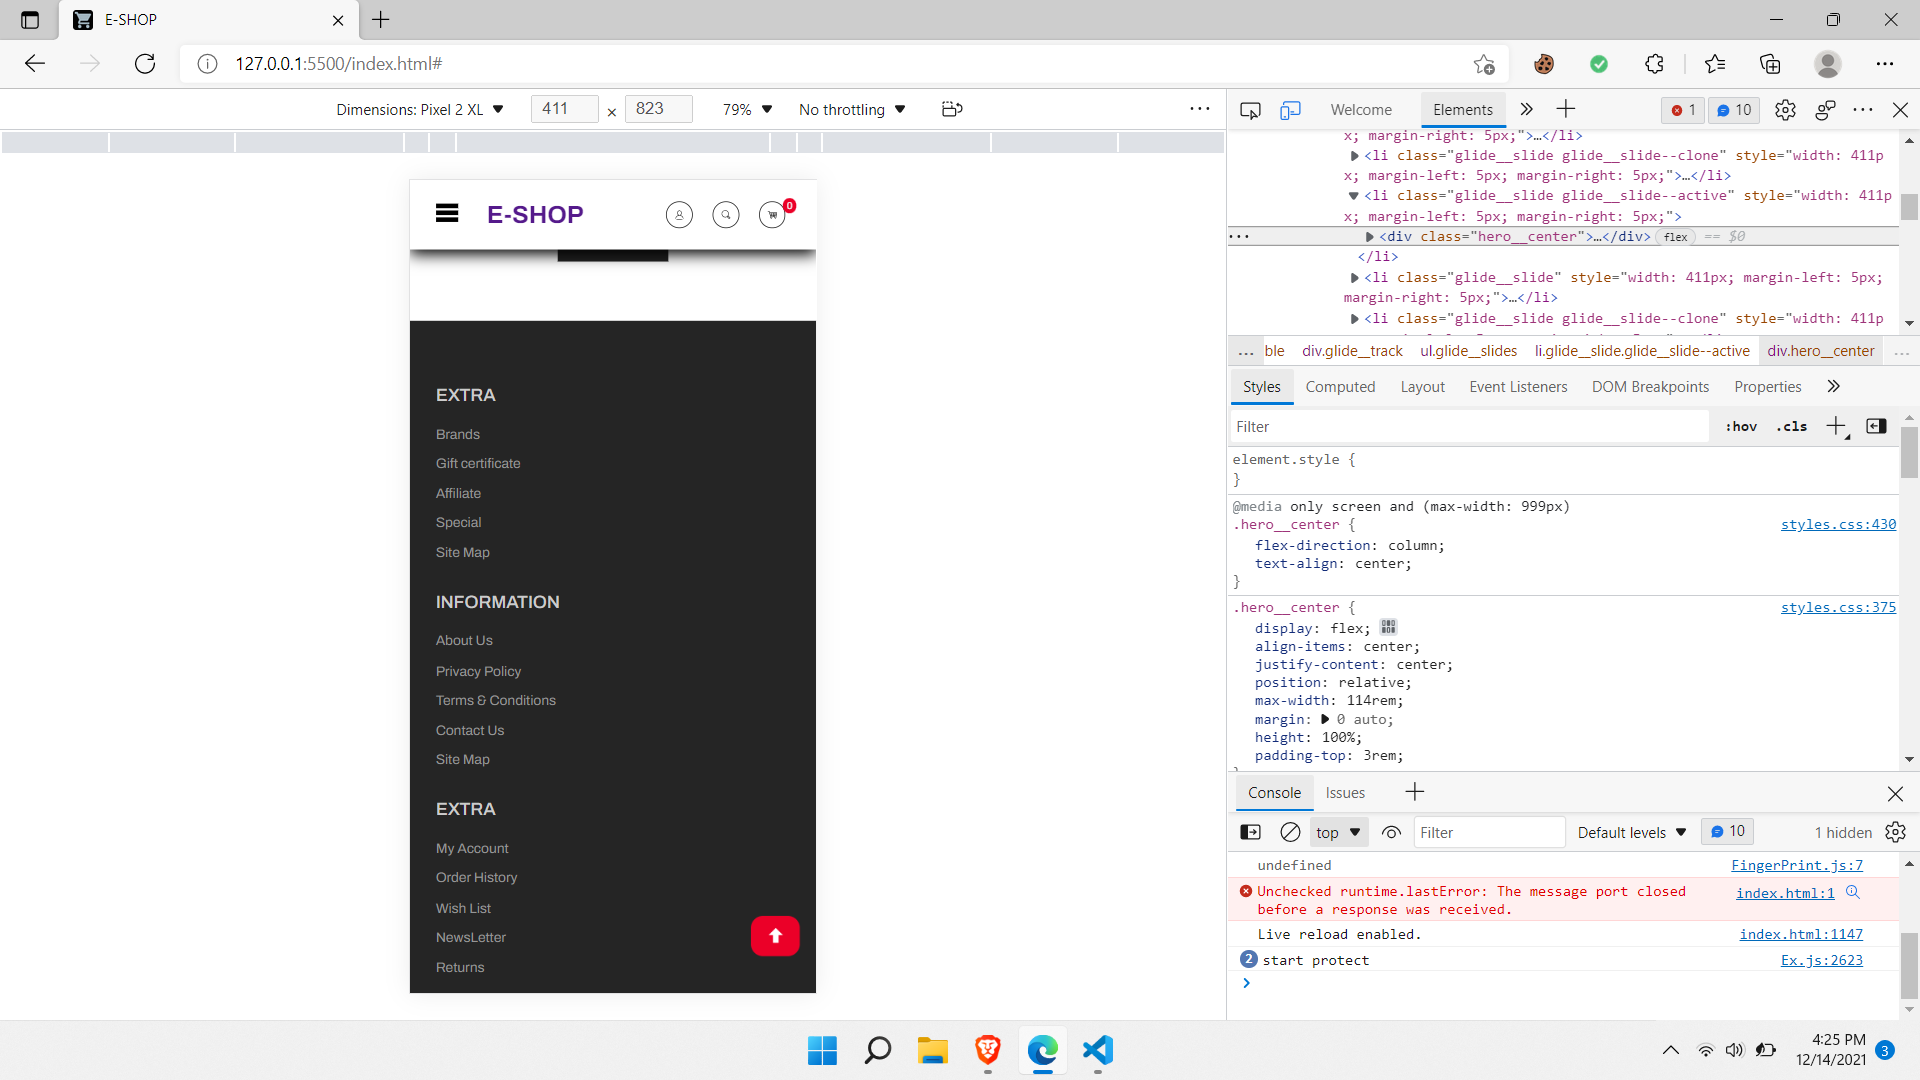 E-SHOP
127.0.0.1:5500/index.html#
Dimensions: Pixel 2 XL
411
×
823
79%
No throttling
E-SHOP
0
EXTRA
Brands
Gift certificate
Affiliate
Special
Site Map
INFORMATION
About Us
Privacy Policy
Terms & Conditions
Contact Us
Site Map
EXTRA
My Account
Order History
Wish List
NewsLetter
Returns
Welcome
Elements
1
10
x; margin-right: 5px;">…</li>
<li class="glide__slide glide__slide--clone" style="width: 411p
x; margin-left: 5px; margin-right: 5px;">…</li>
<li class="glide__slide glide__slide--active" style="width: 411p
x; margin-left: 5px; margin-right: 5px;">
<div class="hero__center">…</div> flex == $0
</li>
<li class="glide__slide" style="width: 411px; margin-left: 5px;
margin-right: 5px;">…</li>
<li class="glide__slide glide__slide--clone" style="width: 411p
... ble div.glide__track ul.glide__slides li.glide__slide.glide__slide--active div.hero__center ...
Styles Computed Layout Event Listeners DOM Breakpoints Properties
Filter :hov .cls
element.style {
}
@media only screen and (max-width: 999px)
.hero__center { styles.css:430
flex-direction: column;
text-align: center;
}
.hero__center { styles.css:375
display: flex;
align-items: center;
justify-content: center;
position: relative;
max-width: 114rem;
margin: 0 auto;
height: 100%;
padding-top: 3rem;
Console Issues
top Filter Default levels 10 1 hidden
undefined FingerPrint.js:7
Unchecked runtime.lastError: The message port closed index.html:1
before a response was received.
Live reload enabled. index.html:1147
2 start protect Ex.js:2623
4:25 PM
12/14/2021
3